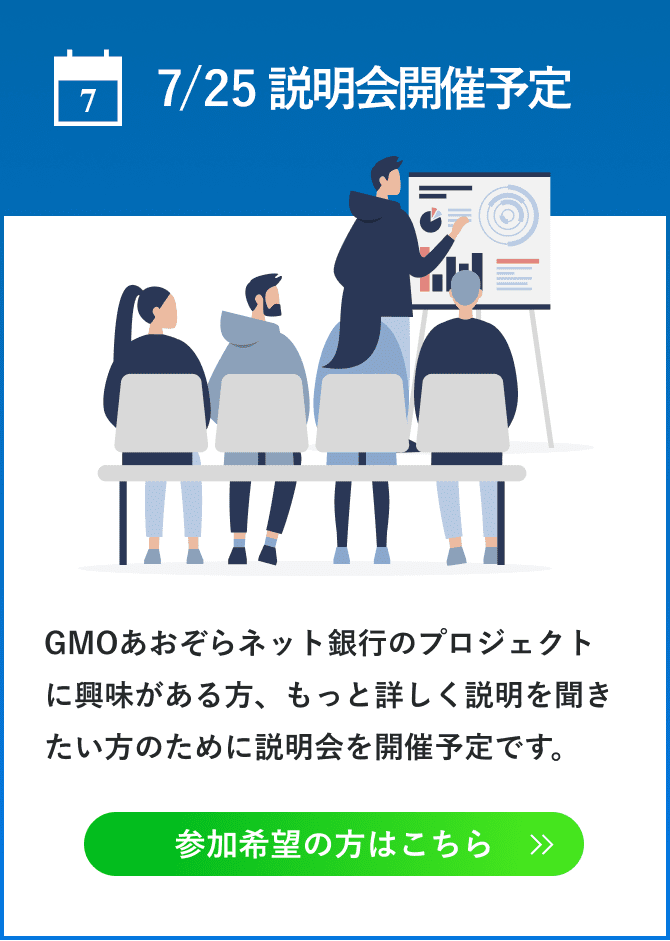 7
7/25 説明会開催予定
GMOあおぞらネット銀行のプロジェクト
に興味がある方、もっと詳しく説明を聞き
たい方のために説明会を開催予定です。
参加希望の方はこちら